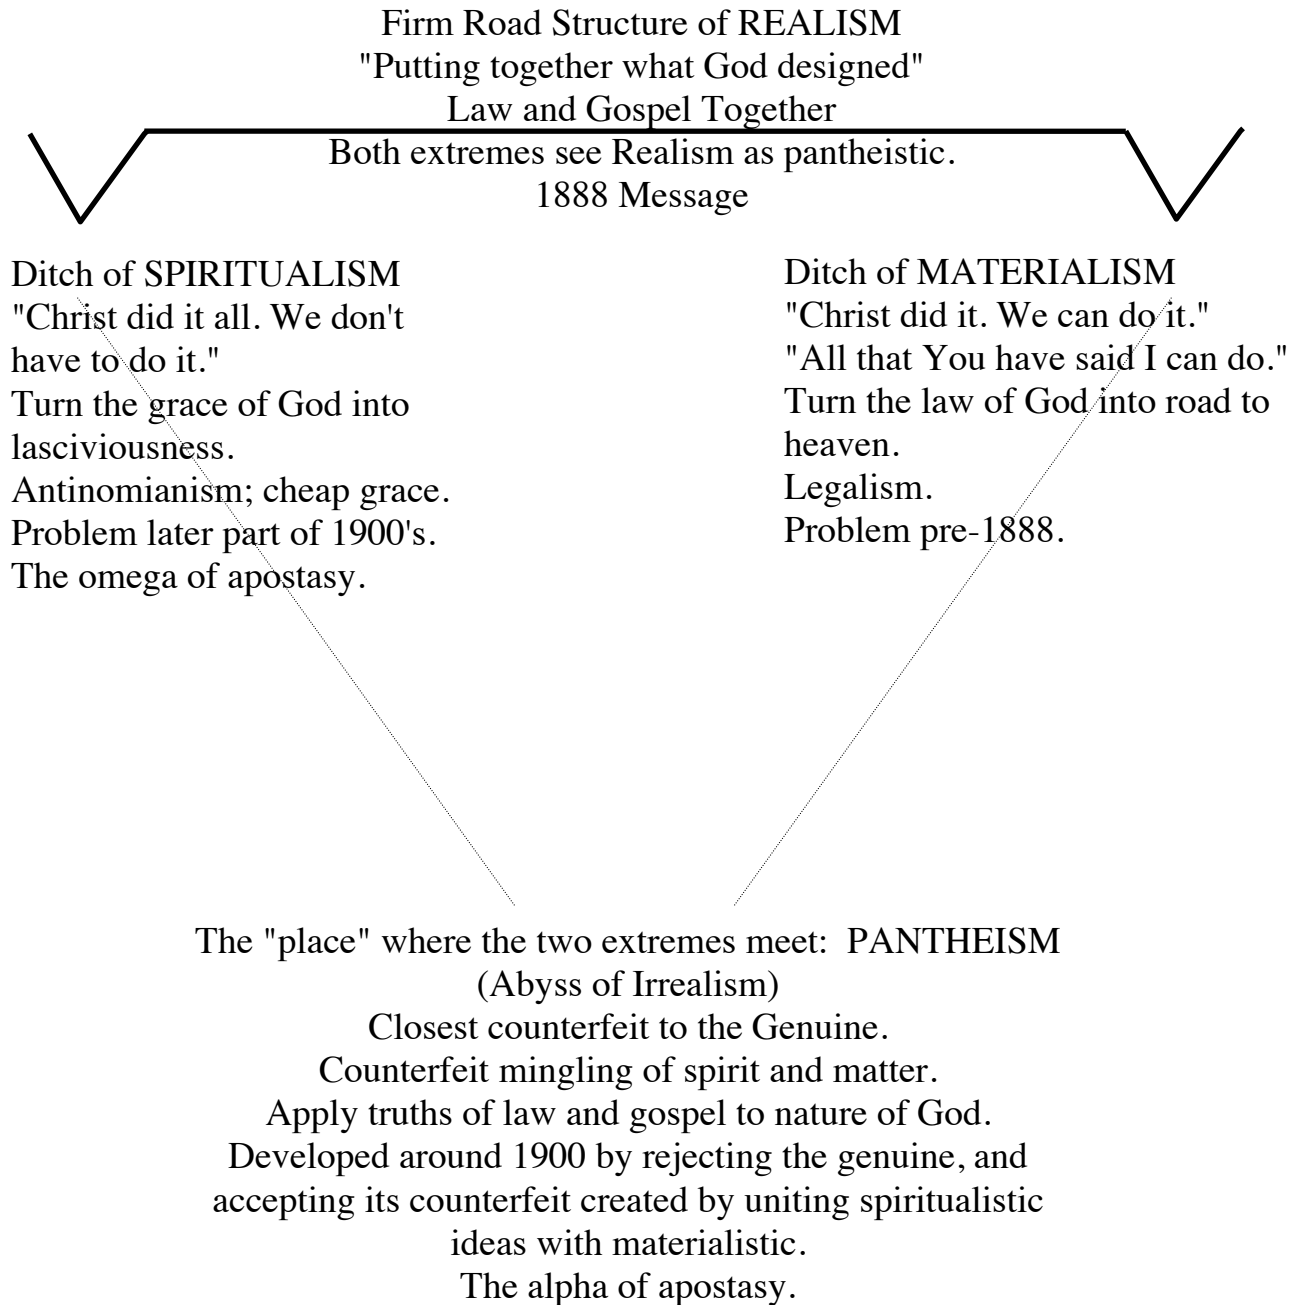 Firm Road Structure of REALISM
"Putting together what God designed"
Law and Gospel Together
Both extremes see Realism as pantheistic.
1888 Message
Ditch of SPIRITUALISM
"Christ did it all. We don't
have to do it."
Turn the grace of God into
lasciviousness.
Antinomianism; cheap grace.
Problem later part of 1900's.
The omega of apostasy.
Ditch of MATERIALISM
"Christ did it. We can do it."
"All that You have said I can do."
Turn the law of God into road to
heaven.
Legalism.
Problem pre-1888.
The "place" where the two extremes meet:  PANTHEISM
(Abyss of Irrealism)
Closest counterfeit to the Genuine.
Counterfeit mingling of spirit and matter.
Apply truths of law and gospel to nature of God.
Developed around 1900 by rejecting the genuine, and
accepting its counterfeit created by uniting spiritualistic
ideas with materialistic.
The alpha of apostasy.